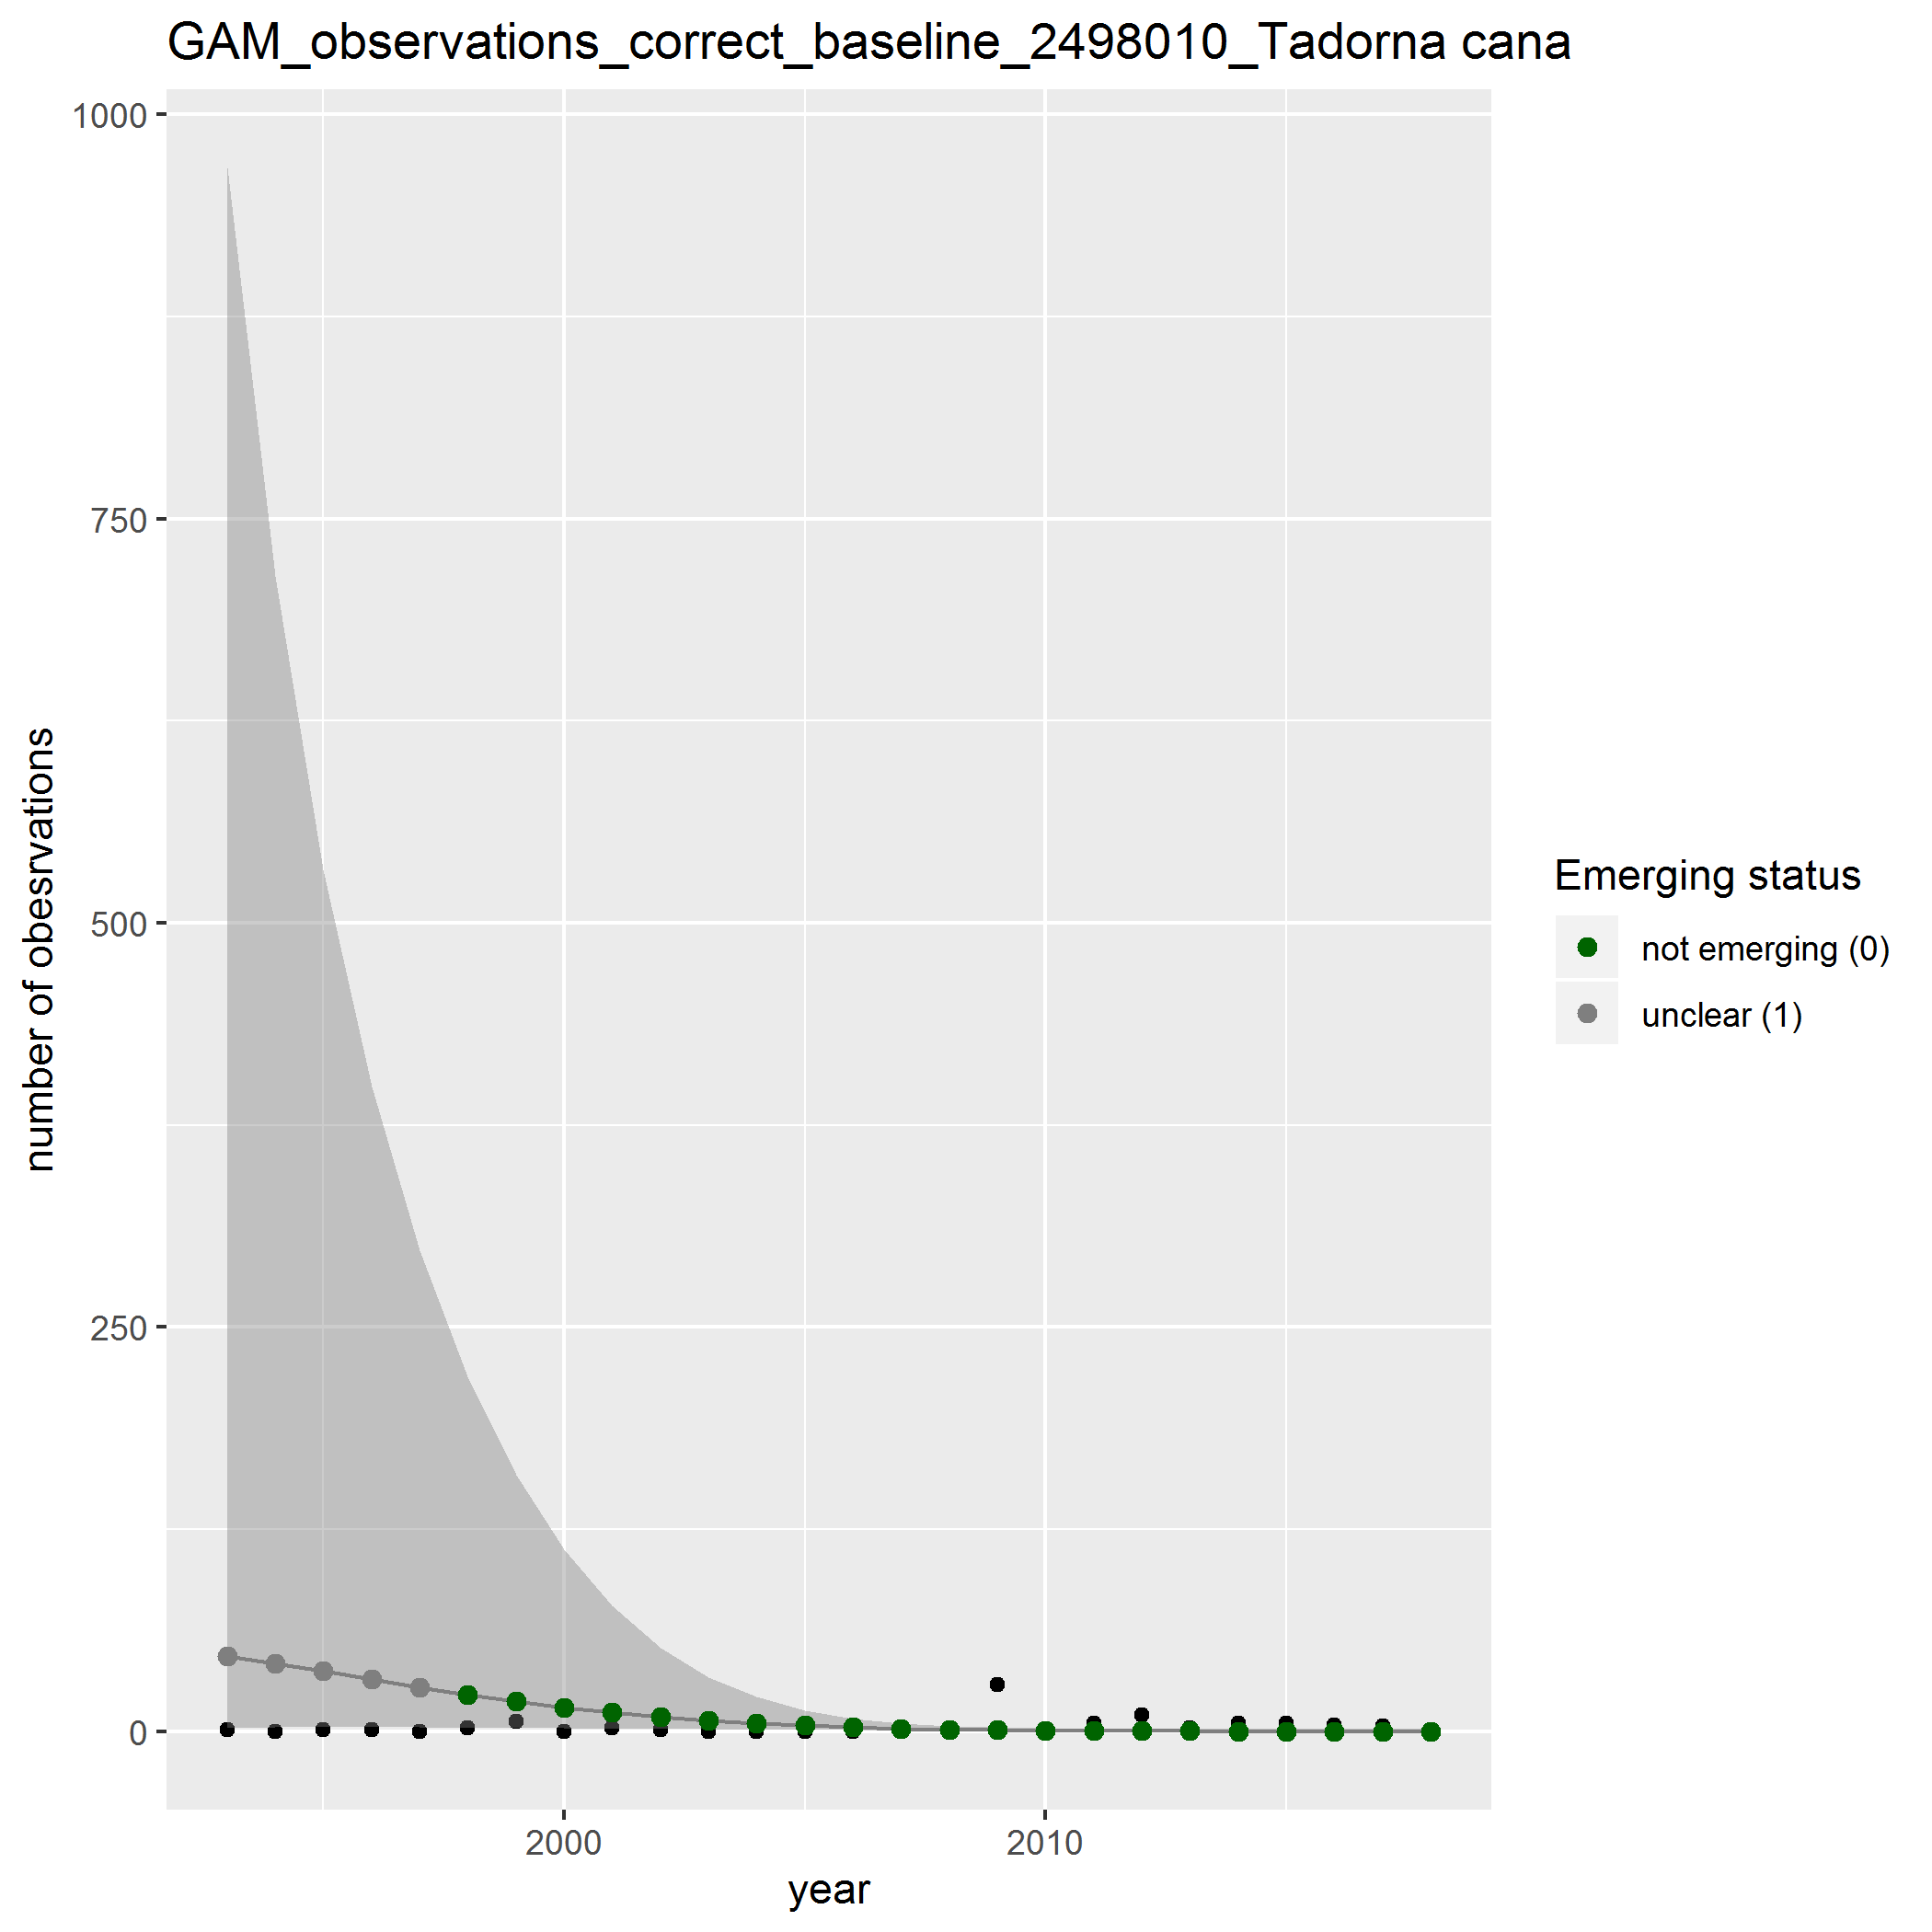 GAM_observations_correct_baseline_2498010_Tadorna cana
1000
750
500
250
0
number of obesrvations
2000
2010
year
Emerging status
not emerging (0)
unclear (1)